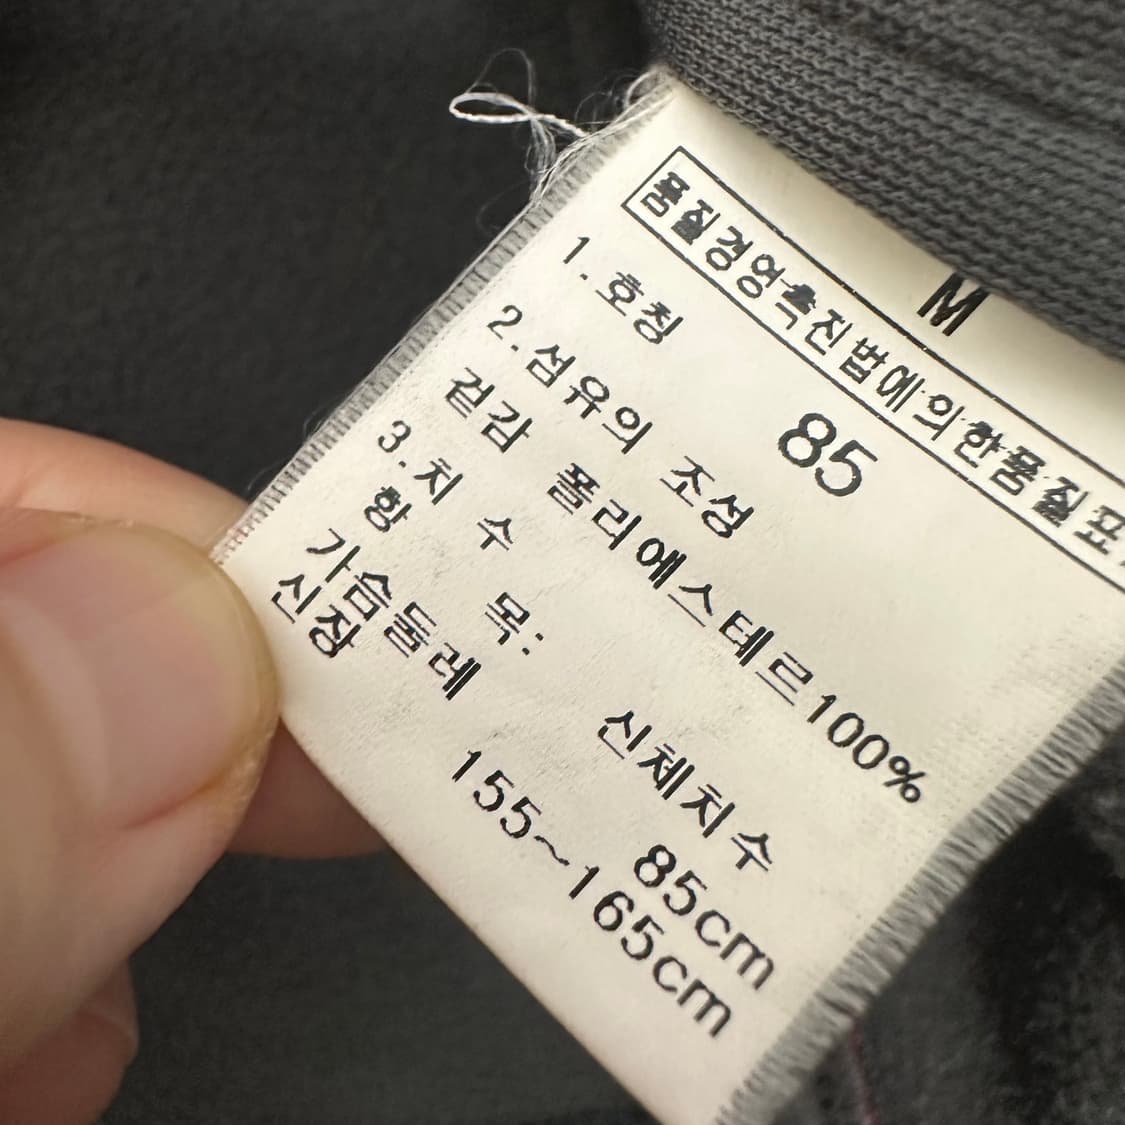 M
품질경영촉진법에의한품질표
1.호칭 85
2.섬유의 조성
겉감 폴리에스테르100%
3.치 수
항 목: 신체치수
가슴둘레 85cm
신장 155~165cm